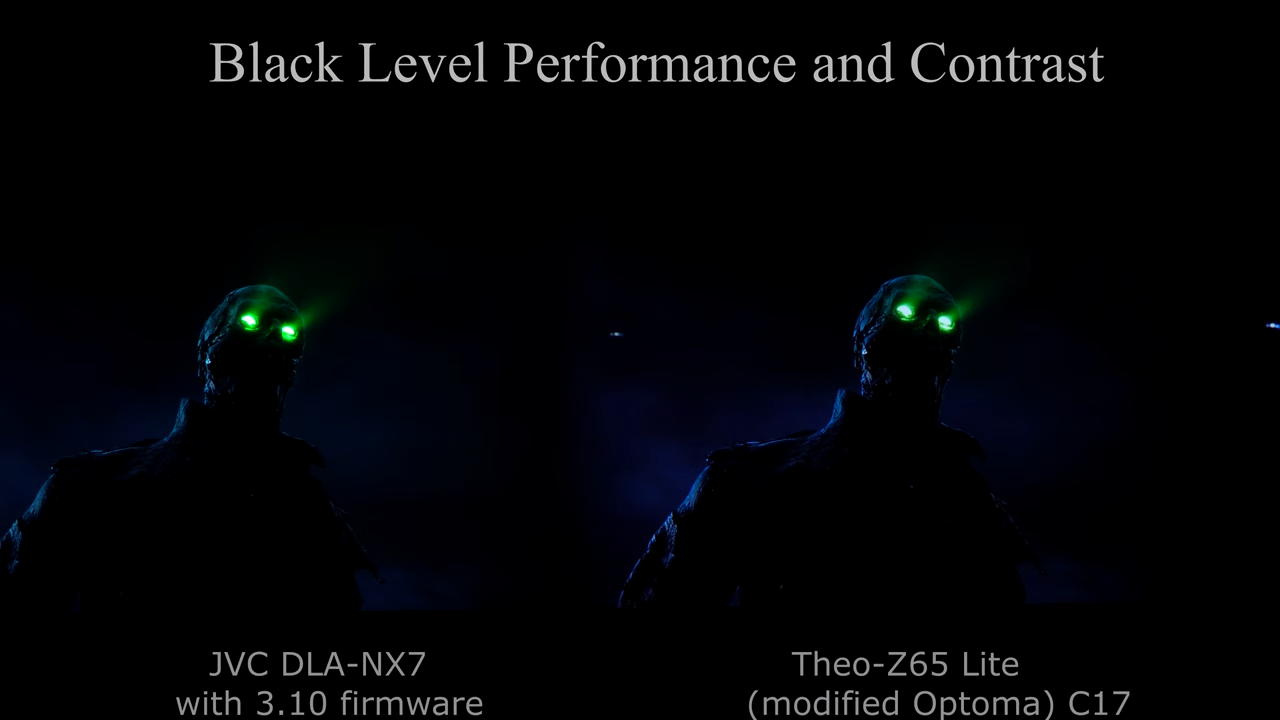 Black Level Performance and Contrast
JVC DLA-NX7
with 3.10 firmware
Theo-Z65 Lite
(modified Optoma) C17